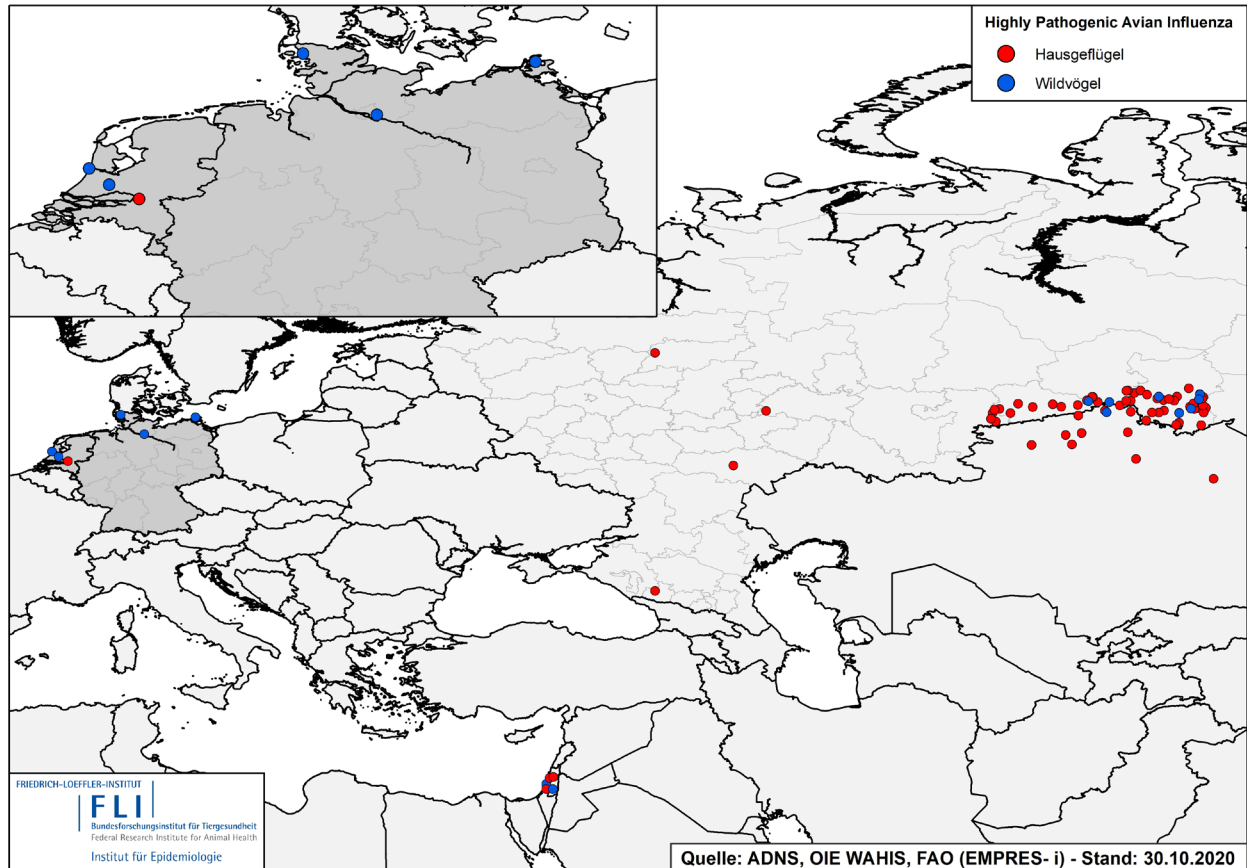 Highly Pathogenic Avian Influenza
Hausgeflügel
Wildvögel
FRIEDRICH-LOEFFLER-INSTITUT
FLI
Bundesforschungsinstitut für Tiergesundheit
Federal Research Institute for Animal Health
Institut für Epidemiologie
Quelle: ADNS, OIE WAHIS, FAO (EMPRES- i) - Stand: 30.10.2020